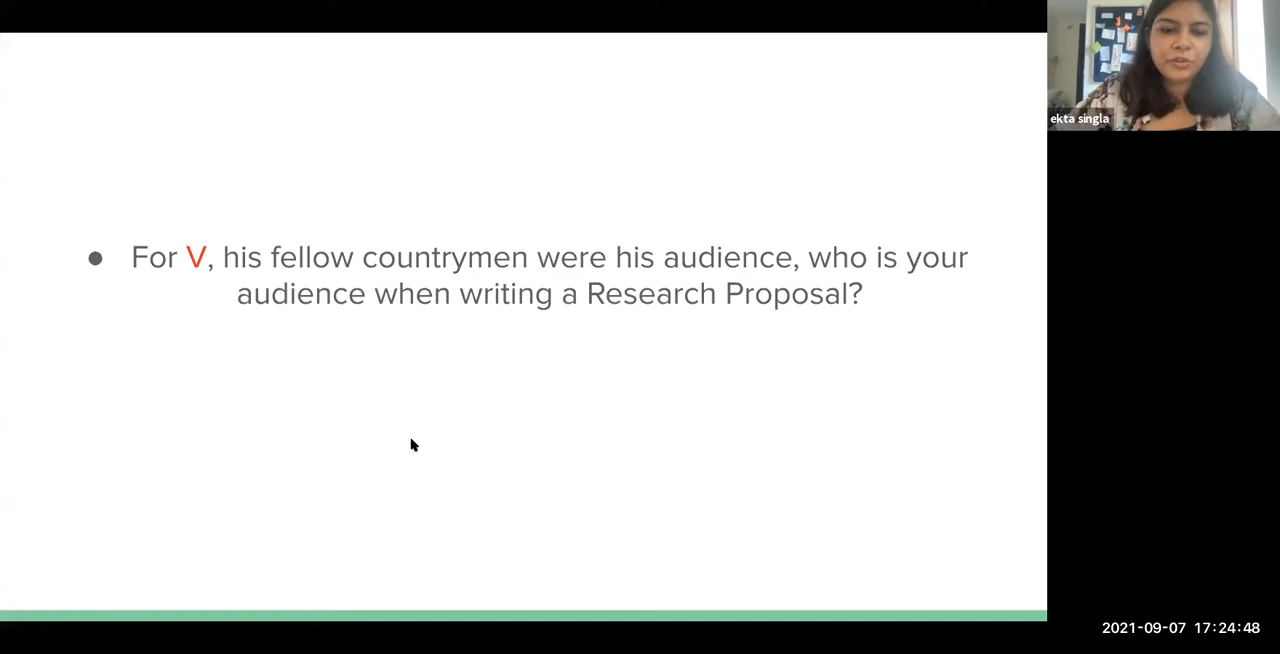 ekta singla
● For V, his fellow countrymen were his audience, who is your
audience when writing a Research Proposal?
2021-09-07 17:24:48